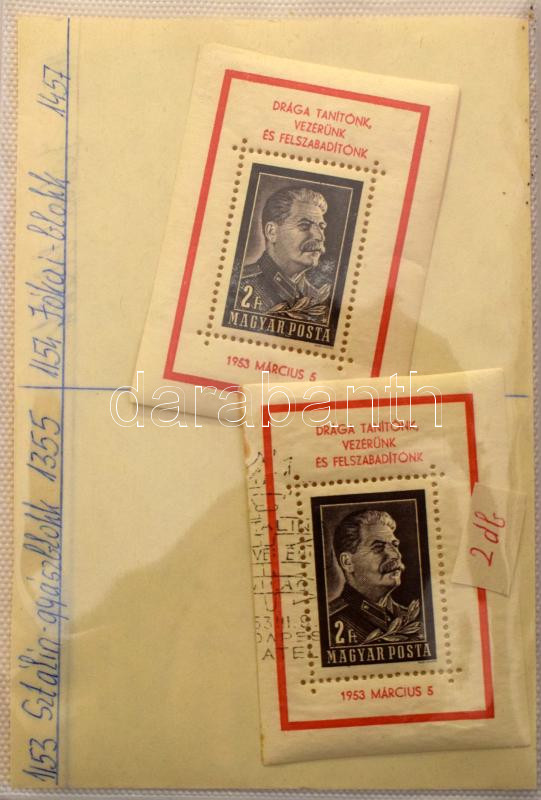 1153 Sztálin-gyászblokk 1355
1154 Jókai-blokk 1457
DRÁGA TANÍTÓNK,
VEZÉRÜNK
ÉS FELSZABADÍTÓNK
2 Ft
MAGYAR POSTA
1953 MÁRCIUS 5
darabanth
DRÁGA TANÍTÓNK,
VEZÉRÜNK
ÉS FELSZABADÍTÓNK
2 Ft
MAGYAR POSTA
1953 MÁRCIUS 5
2 db